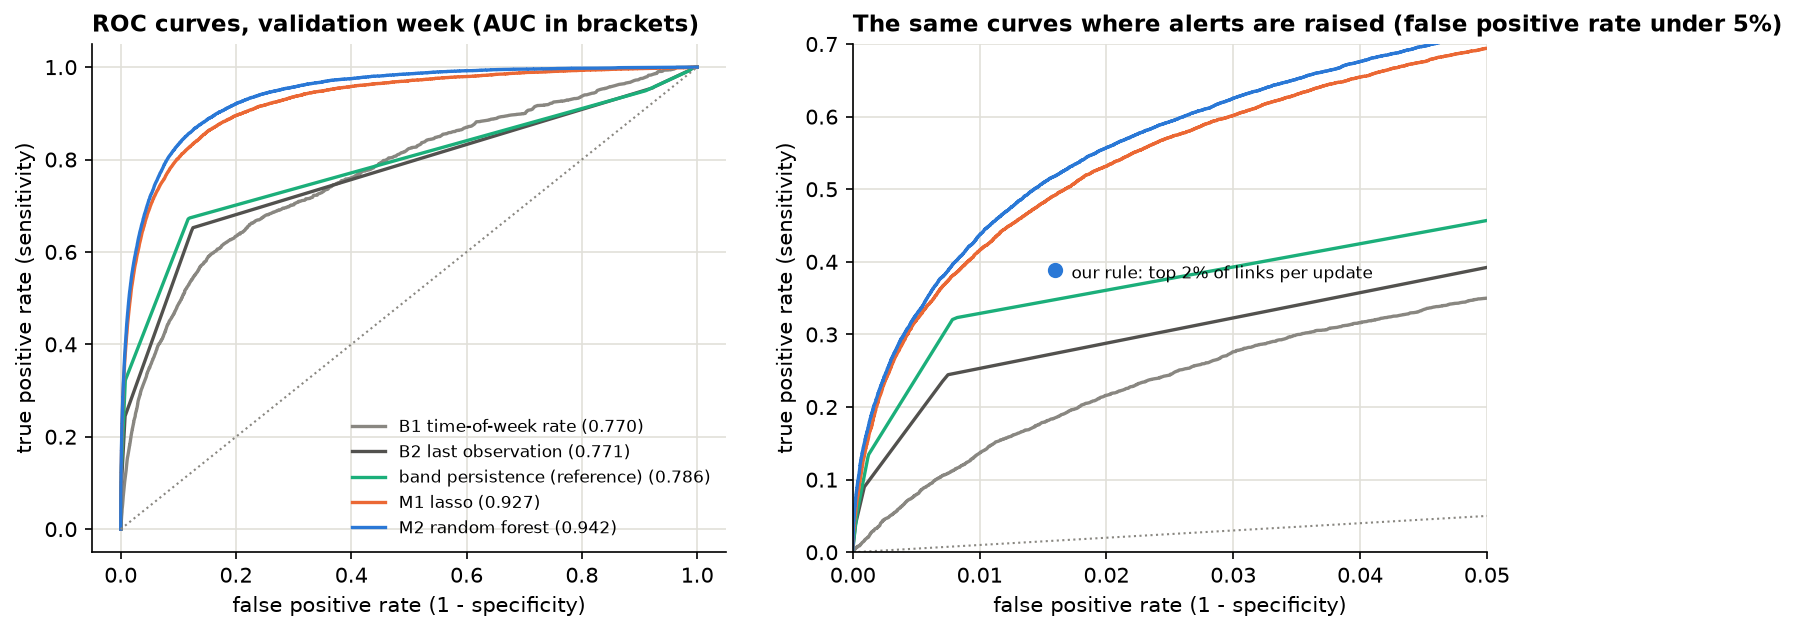 ROC curves, validation week (AUC in brackets)
true positive rate (sensitivity)
1.0
0.8
0.6
0.4
0.2
0.0
B1 time-of-week rate (0.770)
B2 last observation (0.771)
band persistence (reference) (0.786)
M1 lasso (0.927)
M2 random forest (0.942)
0.0 0.2 0.4 0.6 0.8 1.0
false positive rate (1 - specificity)
The same curves where alerts are raised (false positive rate under 5%)
true positive rate (sensitivity)
0.7
0.6
0.5
0.4
0.3
0.2
0.1
0.0
our rule: top 2% of links per update
0.00 0.01 0.02 0.03 0.04 0.05
false positive rate (1 - specificity)